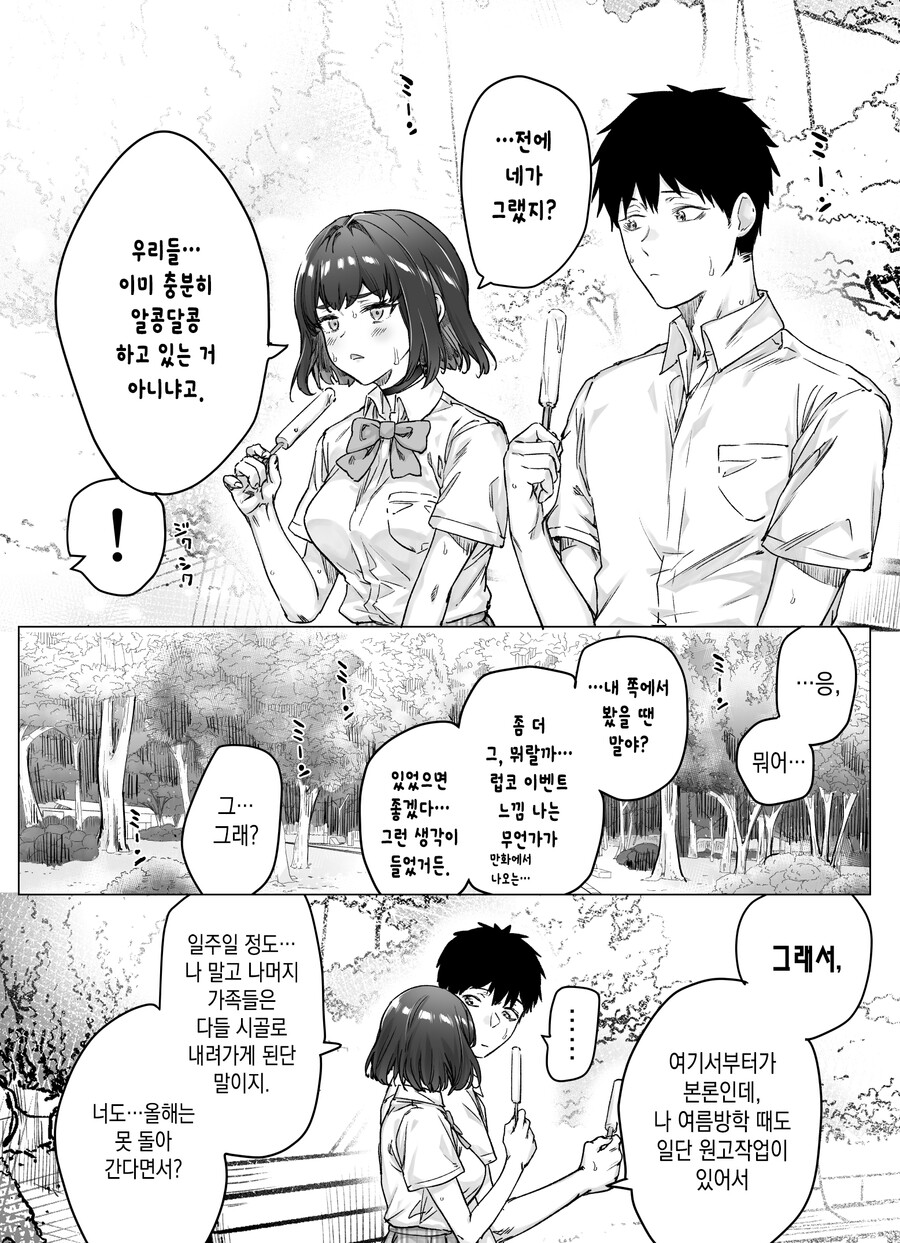 …전에
네가
그랬지?
우리들…
이미 충분히
알콩달콩
하고 있는 거
아니냐고.
!
ジワ
ジワ
…응,
뭐어…
…내 쪽에서
봤을 땐
말야?
좀 더
그, 뭐랄까…
럽코 이벤트
느낌 나는
무언가가
만화에서
나오는…
있었으면
좋겠다…
그런 생각이
들었거든.
그…
그래?
그래서,
여기서부터가
본론인데,
나 여름방학 때도
일단 원고작업이
있어서
……
일주일 정도…
나 말고 나머지
가족들은
다들 시골로
내려가게 된단
말이지.
너도…올해는
못 돌아
간다면서?